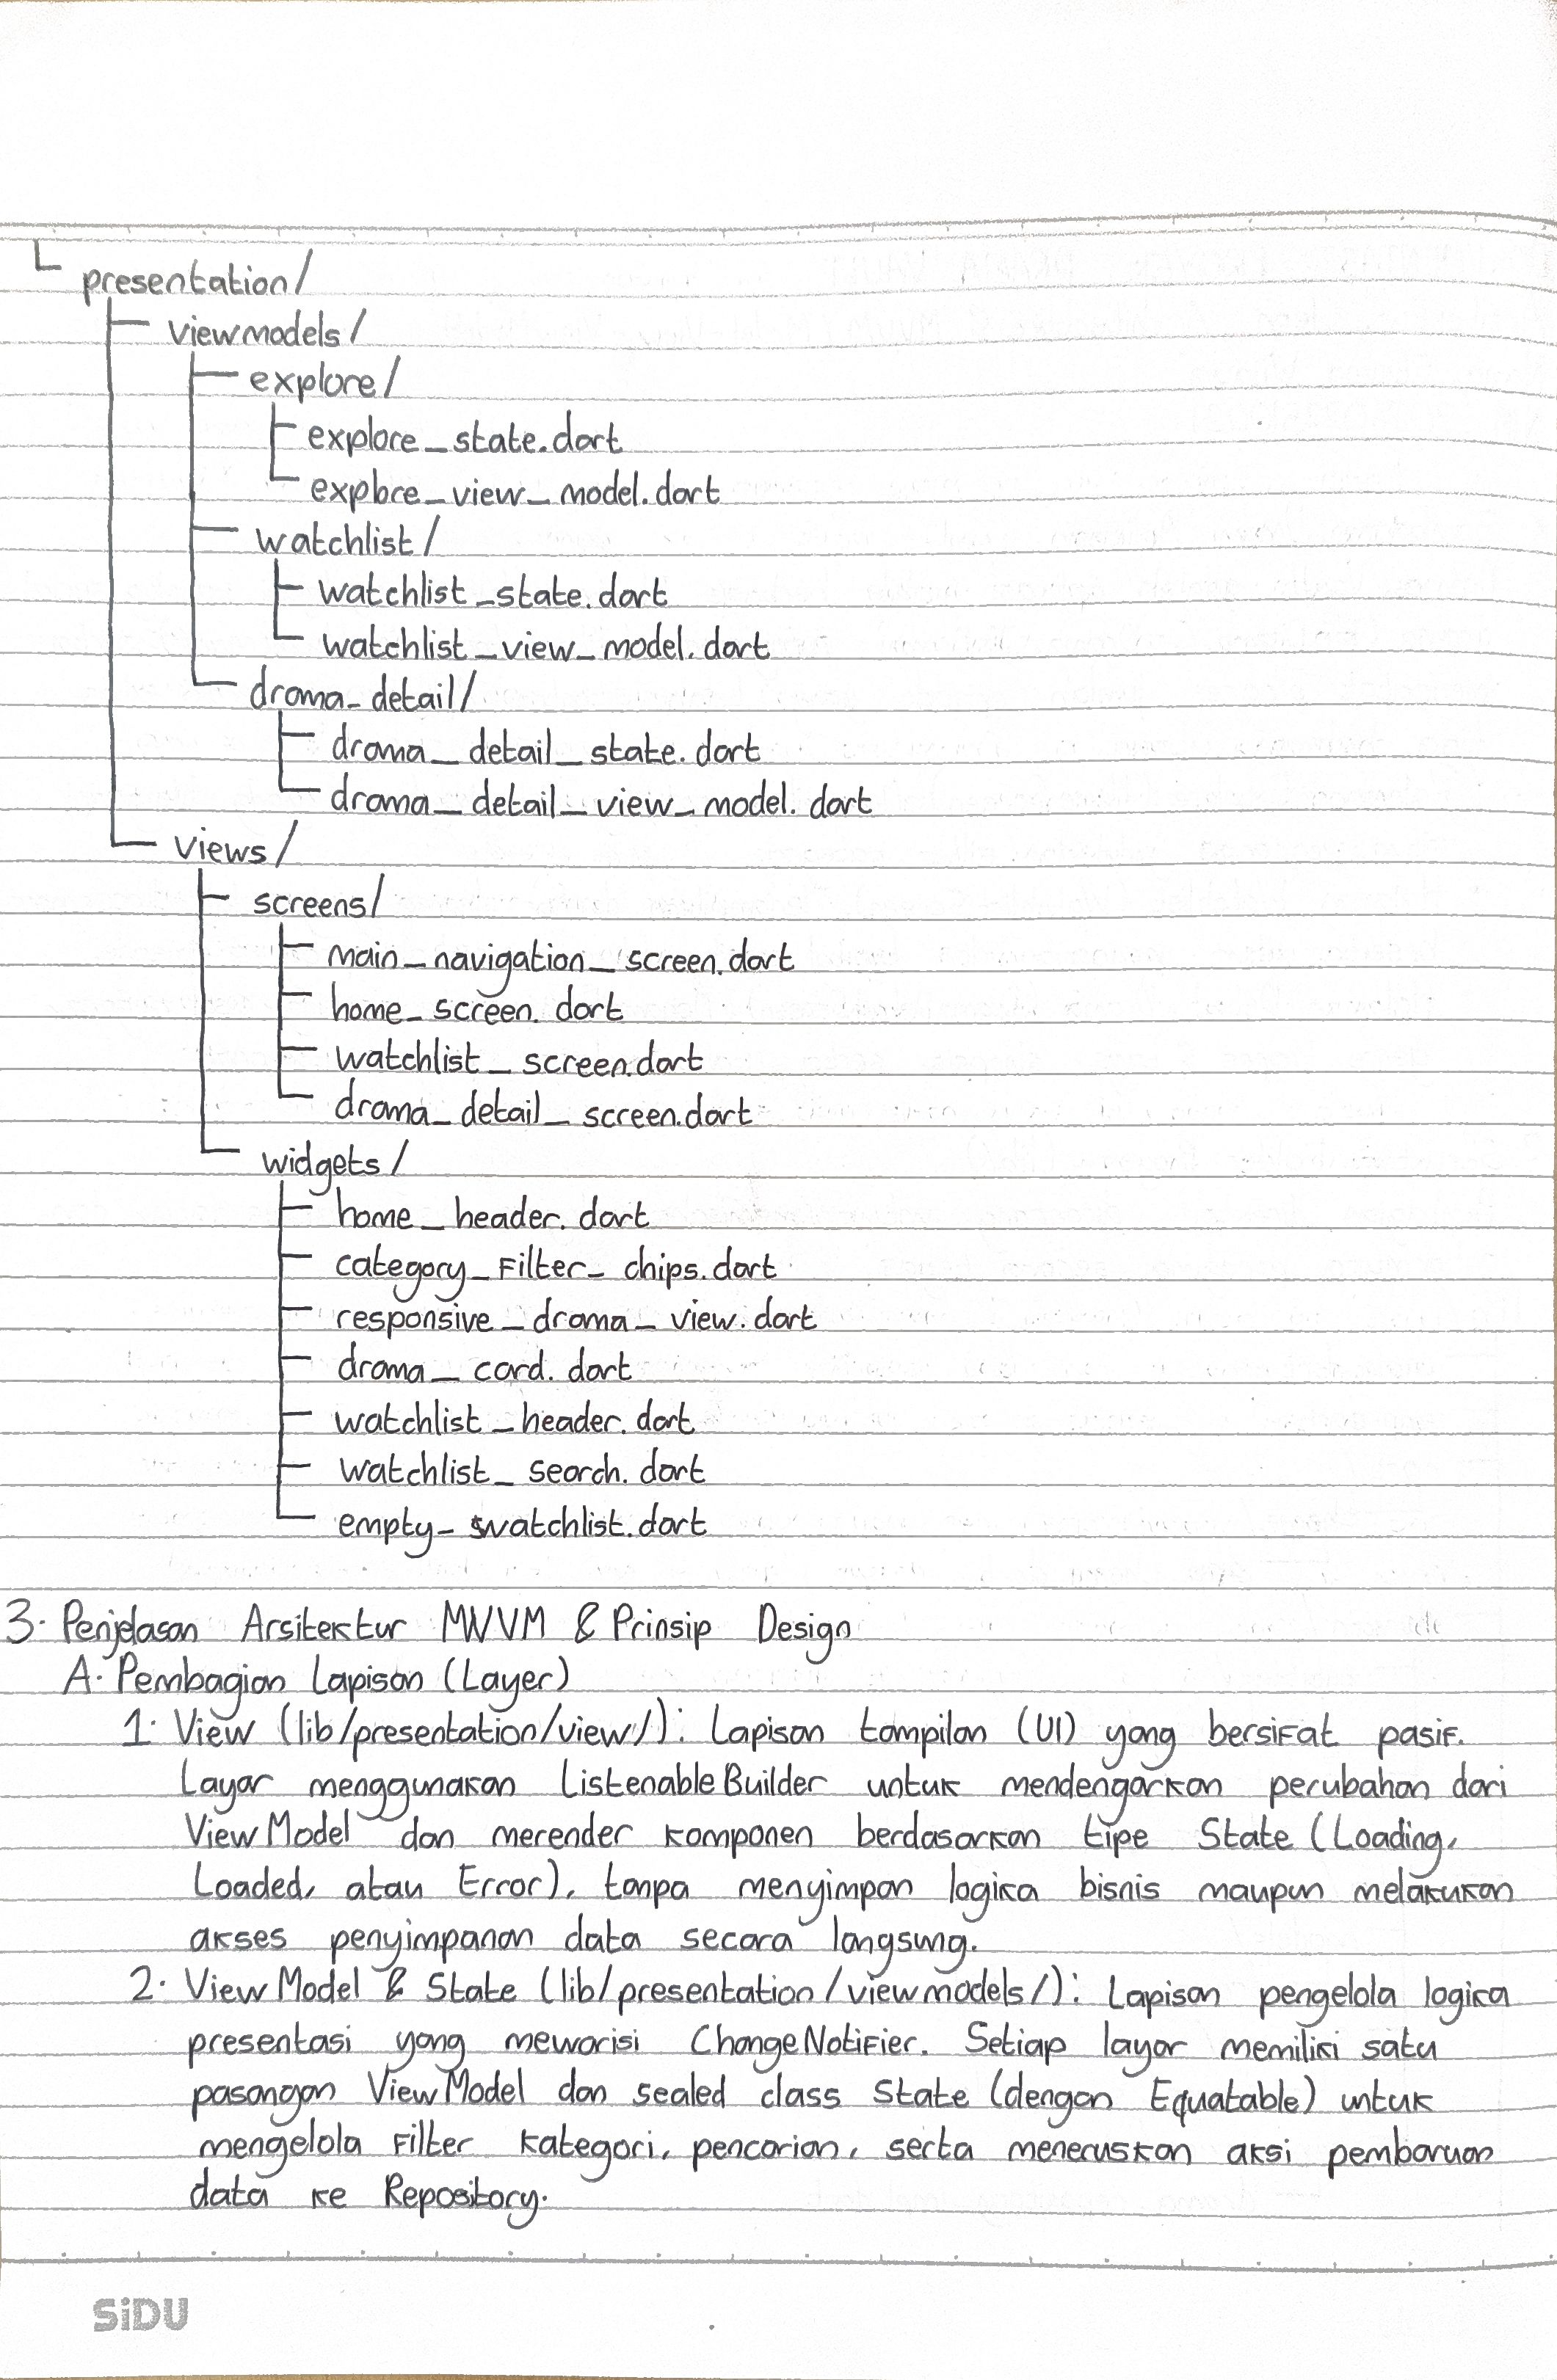 └ presentation/
├ viewmodels/
├ explore/
├ explore_state.dart
└ explore_view_model.dart
├ watchlist/
├ watchlist_state.dart
└ watchlist_view_model.dart
└ drama_detail/
├ drama_detail_state.dart
└ drama_detail_view_model.dart
└ views/
├ screens/
├ main_navigation_screen.dart
├ home_screen.dart
├ watchlist_screen.dart
└ drama_detail_screen.dart
└ widgets/
├ home_header.dart
├ category_filter_chips.dart
├ responsive_drama_view.dart
├ drama_card.dart
├ watchlist_header.dart
├ watchlist_search.dart
└ empty_watchlist.dart
3. Penjelasan Arsitektur MVVM & Prinsip Design
A. Pembagian Lapisan (Layer)
1. View (lib/presentation/view/): Lapisan tampilan (UI) yang bersifat pasif.
Layar menggunakan ListenableBuilder untuk mendengarkan perubahan dari
ViewModel dan merender komponen berdasarkan tipe State (Loading,
Loaded, atau Error), tanpa menyimpan logika bisnis maupun melakukan
akses penyimpanan data secara langsung.
2. ViewModel & State (lib/presentation/viewmodels/): Lapisan pengelola logika
presentasi yang mewarisi ChangeNotifier. Setiap layar memiliki satu
pasangan ViewModel dan sealed class State (dengan Equatable) untuk
mengelola filter kategori, pencarian, serta meneruskan aksi pembaruan
data ke Repository.
SiDU